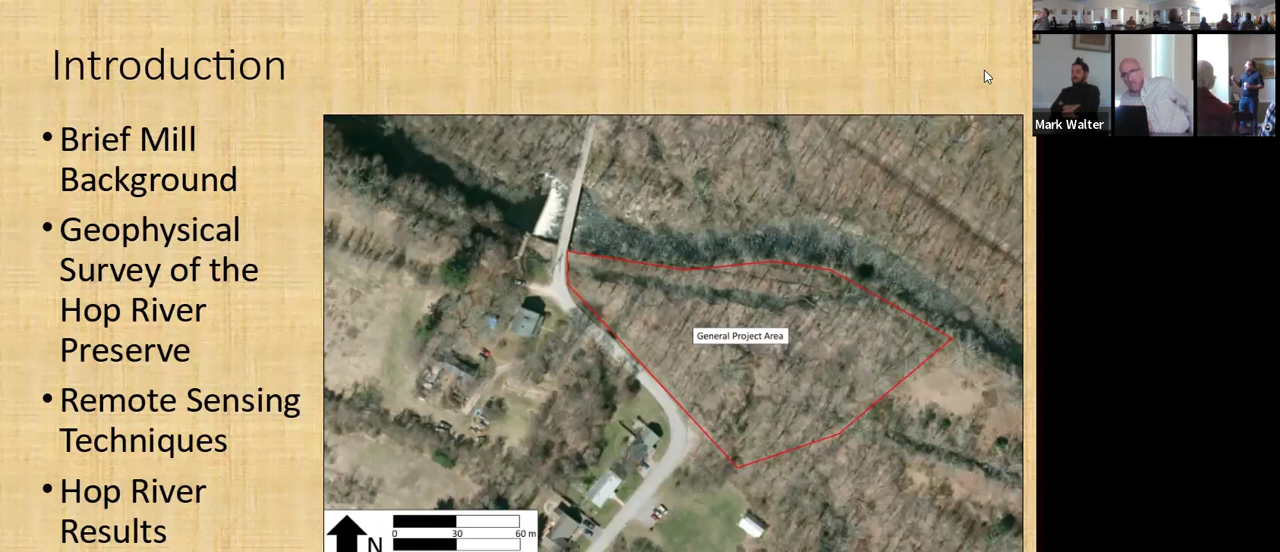 Introduction
• Brief Mill
Background
• Geophysical
Survey of the
Hop River
Preserve
• Remote Sensing
Techniques
• Hop River
Results
General Project Area
0 30 60 m
N
Mark Walter